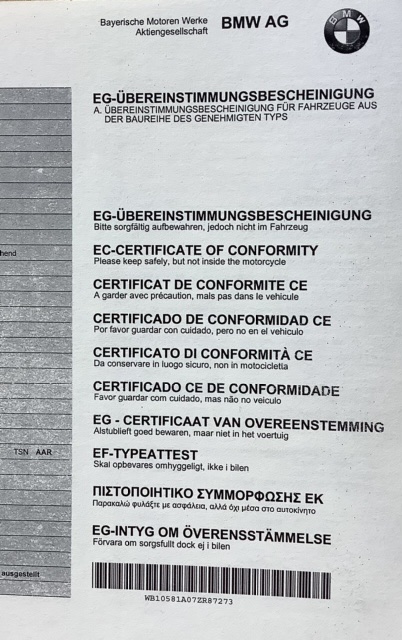 Bayerische Motoren Werke
Aktiengesellschaft
BMW AG
BMW
EG-ÜBEREINSTIMMUNGSBESCHEINIGUNG
A. ÜBEREINSTIMMUNGSBESCHEINIGUNG FÜR FAHRZEUGE AUS
DER BAUREIHE DES GENEHMIGTEN TYPS
EG-ÜBEREINSTIMMUNGSBESCHEINIGUNG
Bitte sorgfältig aufbewahren, jedoch nicht im Fahrzeug
hend
EC-CERTIFICATE OF CONFORMITY
Please keep safely, but not inside the motorcycle
CERTIFICAT DE CONFORMITE CE
A garder avec précaution, mais pas dans le vehicule
CERTIFICADO DE CONFORMIDAD CE
Por favor guardar con cuidado, pero no en el vehiculo
CERTIFICATO DI CONFORMITÀ CE
Da conservare in luogo sicuro, non in motocicletta
CERTIFICADO CE DE CONFORMIDADE
Favor guardar com cuidado, mas não no veiculo
EG - CERTIFICAAT VAN OVEREENSTEMMING
Alstublieft goed bewaren, maar niet in het voertuig
TSN AAR
EF-TYPEATTEST
Skal opbevares omhyggeligt, ikke i bilen
ΠΙΣΤΟΠΟΙΗΤΙΚΟ ΣΥΜΜΟΡΦΩΣΗΣ ΕΚ
Παρακαλώ φυλάξτε με ασφάλεια, αλλά όχι μέσα στο αυτοκίνητο
EG-INTYG OM ÖVERENSSTÄMMELSE
Förvara om sorgsfullt dock ej i bilen
ausgestellt
WB10581A07ZR87273